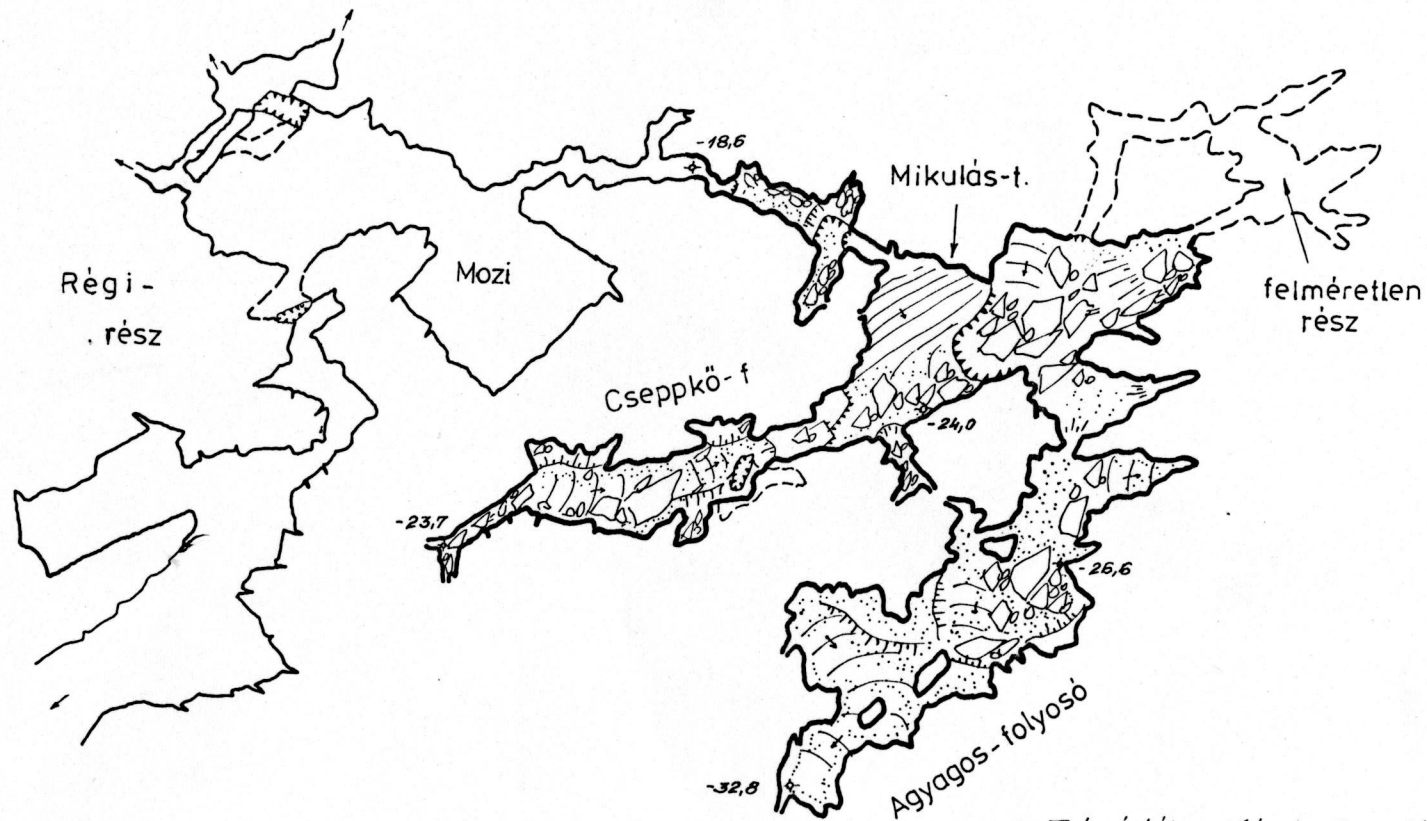 -18,6
Mikulás-t.
Régi-
rész
Mozi
felméretlen
rész
Cseppkő-f
-24,0
-23,7
-26,6
Agyagos-folyosó
-32,8